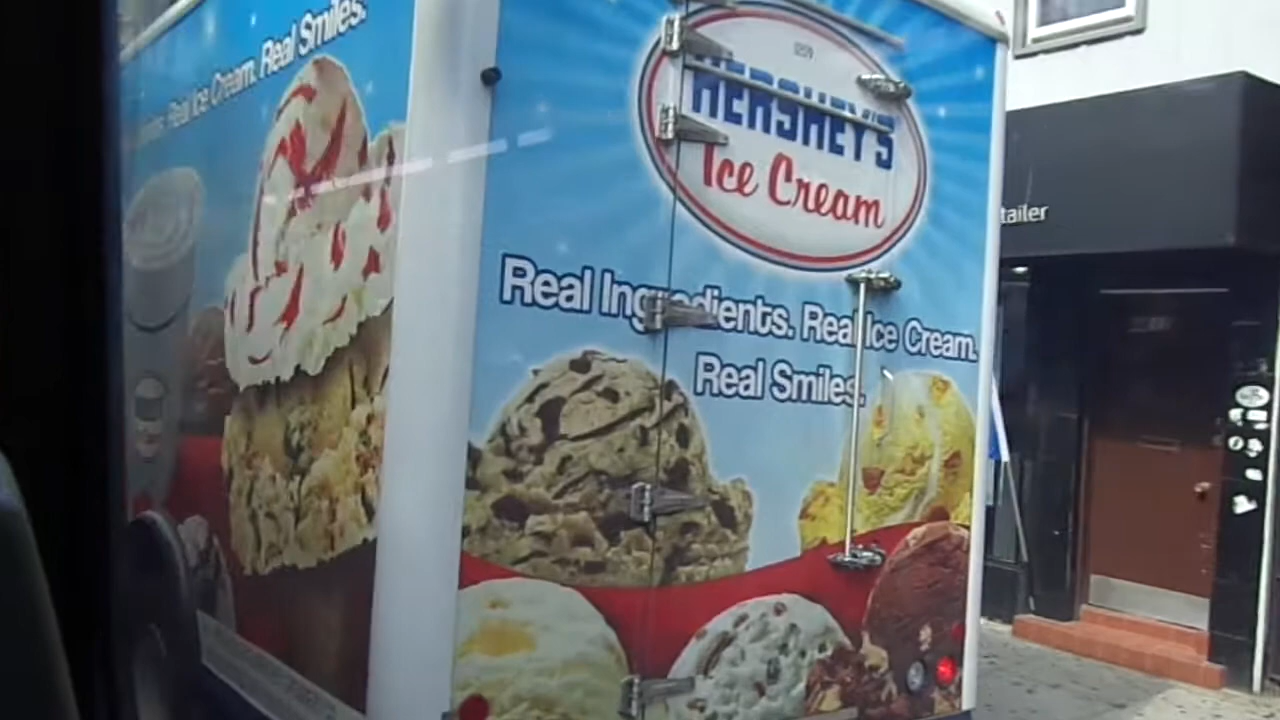 Real Ice Cream. Real Smiles.
HERSHEY'S
Ice Cream
Real Ingredients. Real Ice Cream.
Real Smiles.
tailer